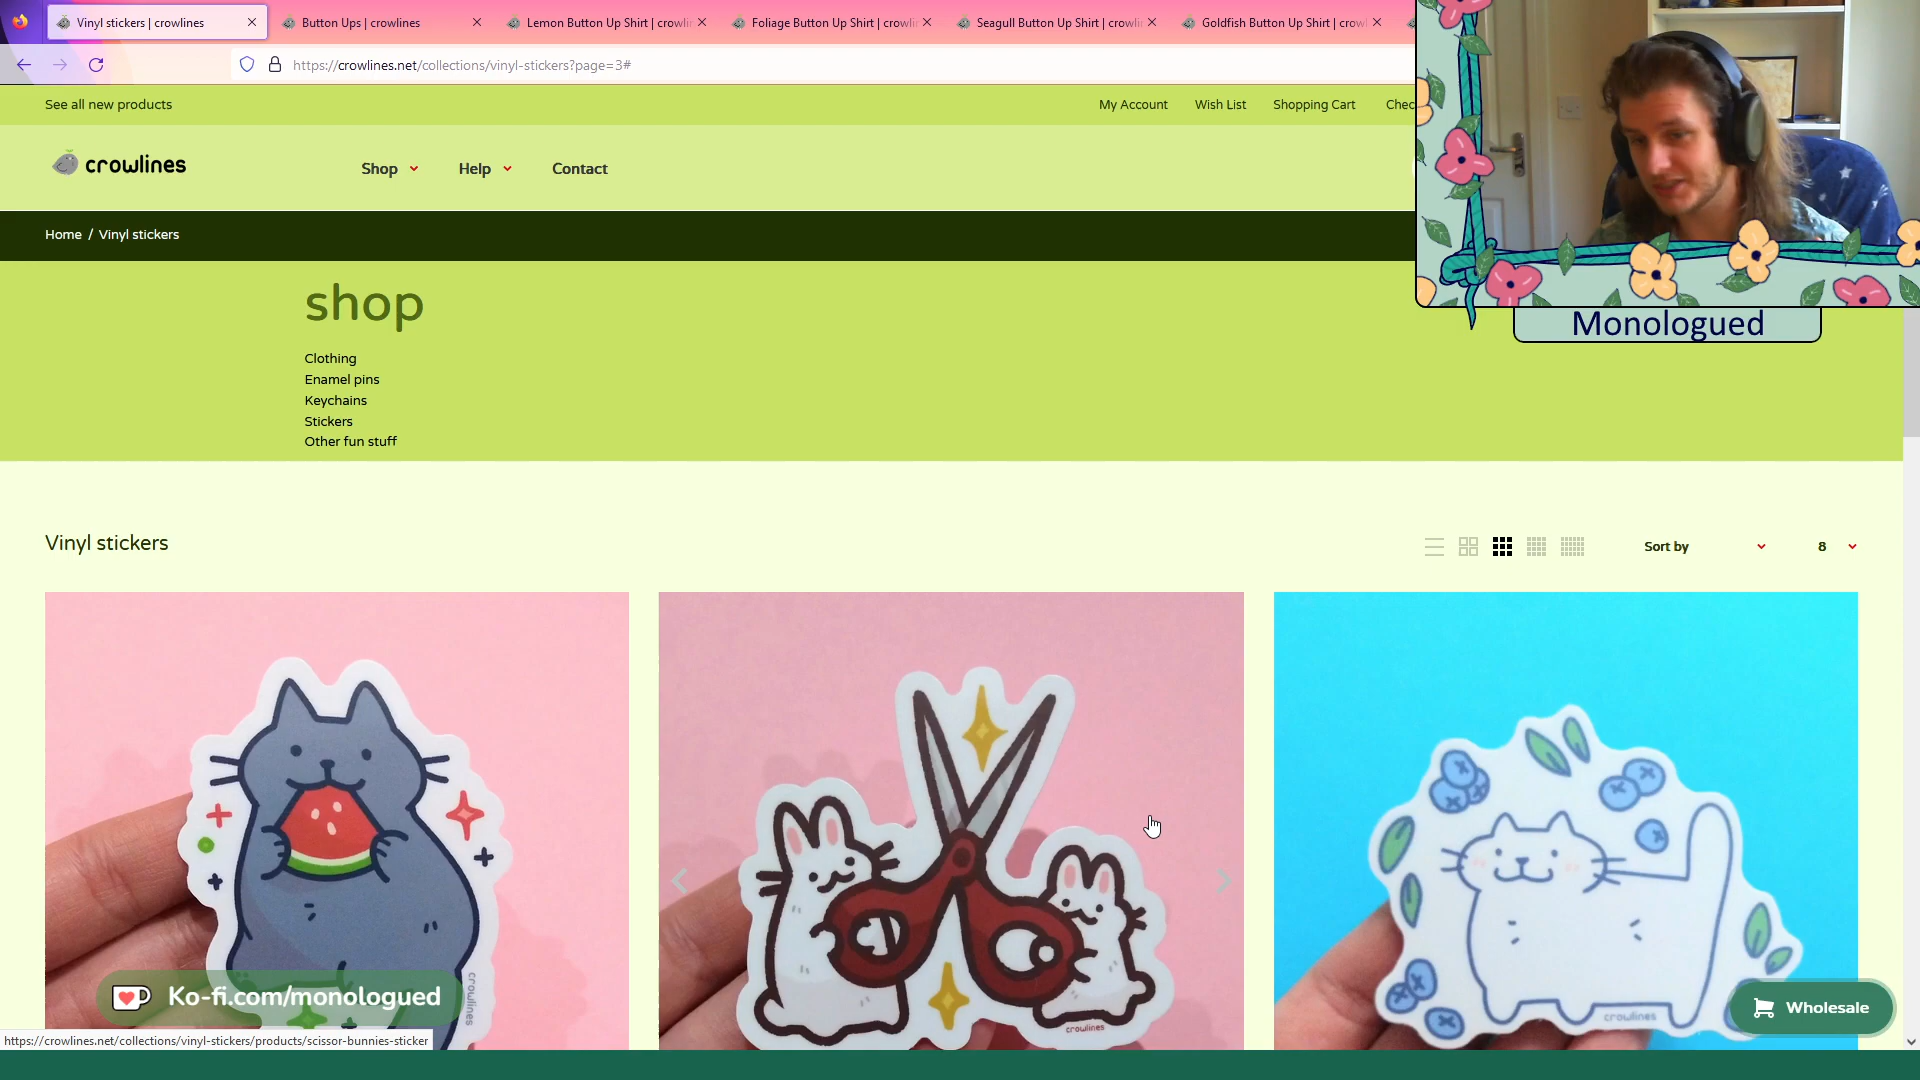 Vinyl stickers | crowlines
Button Ups | crowlines
Lemon Button Up Shirt | crowlin
Foliage Button Up Shirt | crowlin
Seagull Button Up Shirt | crowlin
Goldfish Button Up Shirt | crowl
https://crowlines.net/collections/vinyl-stickers?page=3#
See all new products
My Account
Wish List
Shopping Cart
Chec
crowlines
Shop
Help
Contact
Home / Vinyl stickers
Monologued
shop
Clothing
Enamel pins
Keychains
Stickers
Other fun stuff
Vinyl stickers
Sort by
8
crowlines
crowlines
crowlines
Ko-fi.com/monologued
Wholesale
https://crowlines.net/collections/vinyl-stickers/products/scissor-bunnies-sticker